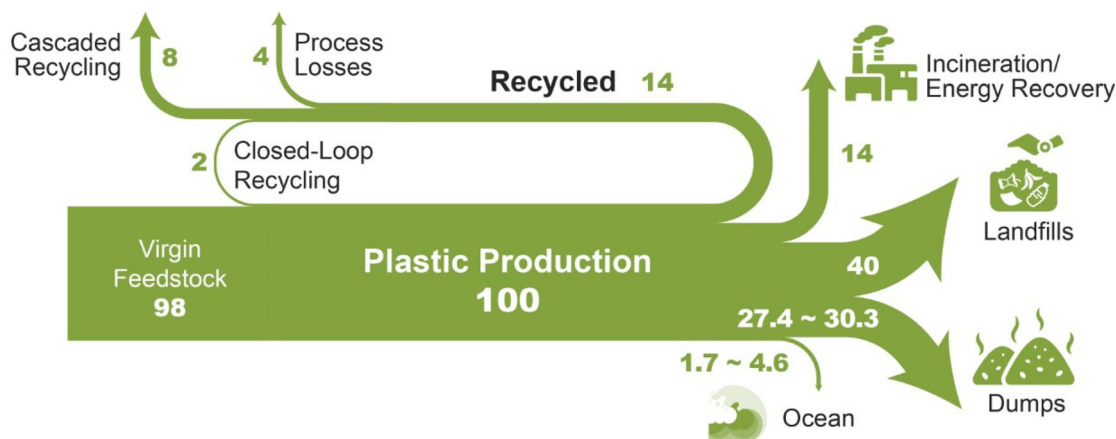 Cascaded
Recycling
8
4
Process
Losses
Recycled 14
Incineration/
Energy Recovery
14
2
Closed-Loop
Recycling
Landfills
Virgin
Feedstock
98
Plastic Production
100
40
27.4 ~ 30.3
1.7 ~ 4.6
Ocean
Dumps